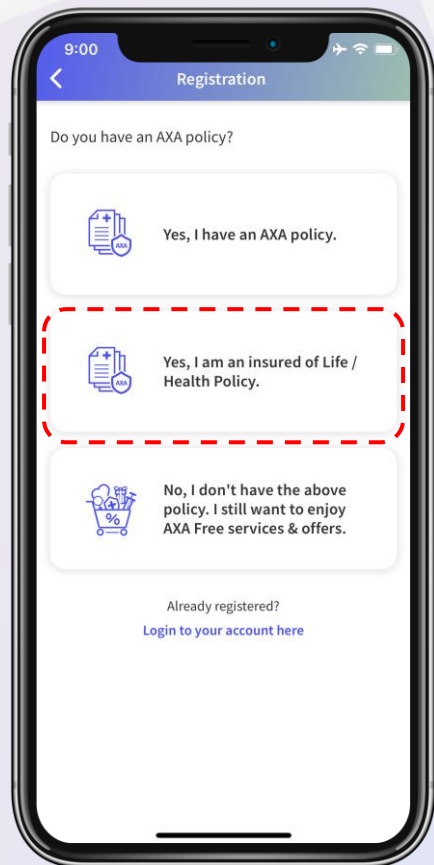 9:00
Registration
Do you have an AXA policy?
AXA
Yes, I have an AXA policy.
AXA
Yes, I am an insured of Life /
Health Policy.
%
No, I don't have the above
policy. I still want to enjoy
AXA Free services & offers.
Already registered?
Login to your account here